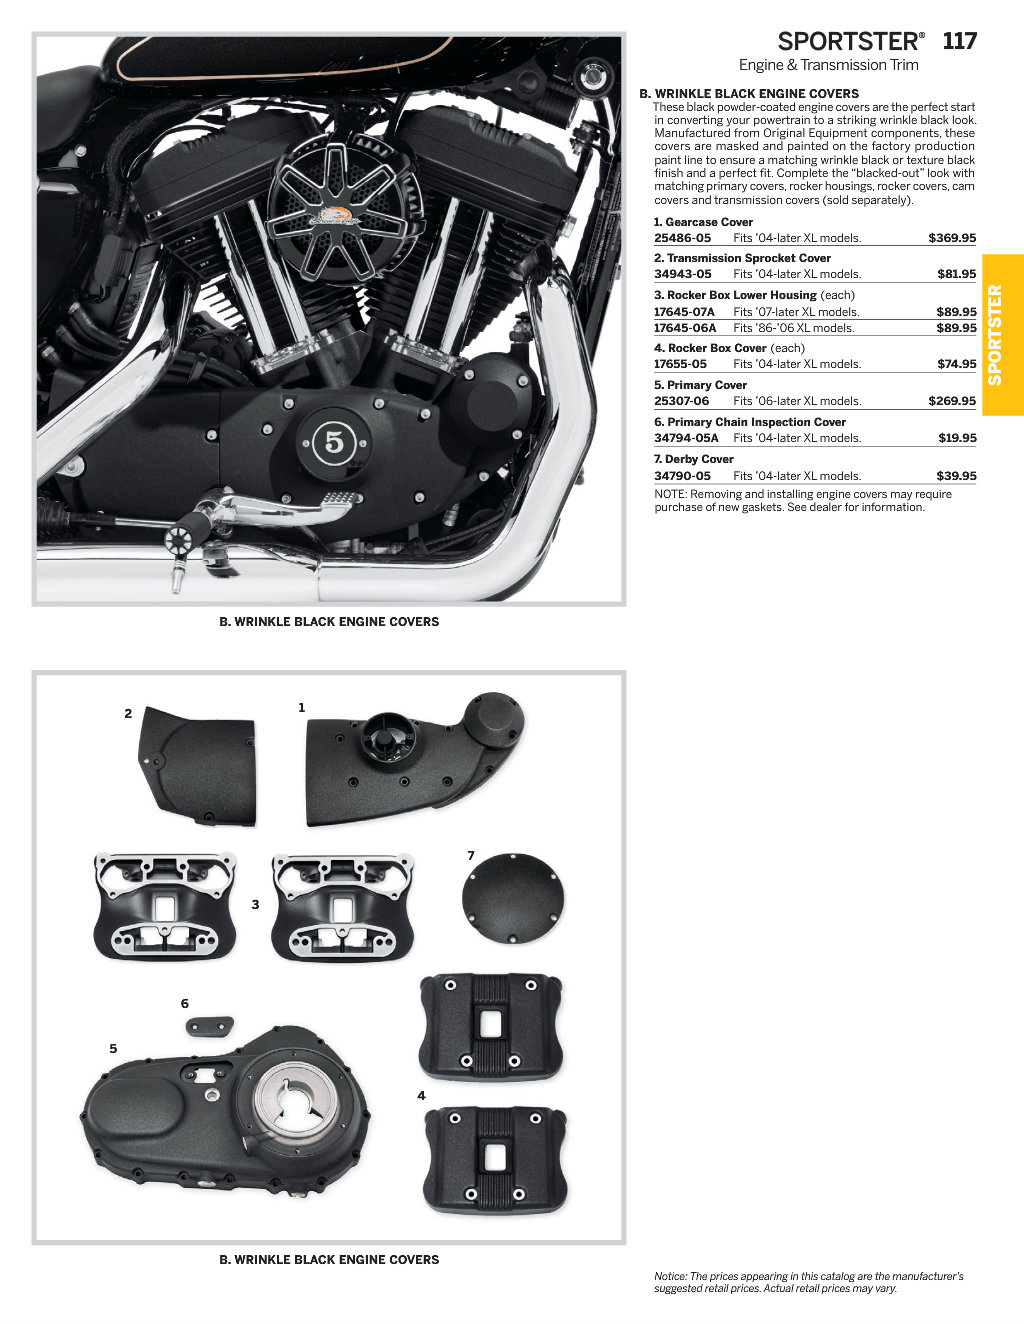 SPORTSTER® 117
Engine & Transmission Trim
B. WRINKLE BLACK ENGINE COVERS
These black powder-coated engine covers are the perfect start
in converting your powertrain to a striking wrinkle black look.
Manufactured from Original Equipment components, these
covers are masked and painted on the factory production
paint line to ensure a matching wrinkle black or texture black
finish and a perfect fit. Complete the “blacked-out” look with
matching primary covers, rocker housings, rocker covers, cam
covers and transmission covers (sold separately).
1. Gearcase Cover
25486-05 Fits ’04-later XL models. $369.95
2. Transmission Sprocket Cover
34943-05 Fits ’04-later XL models. $81.95
3. Rocker Box Lower Housing (each)
17645-07A Fits ’07-later XL models. $89.95
17645-06A Fits ’86-’06 XL models. $89.95
4. Rocker Box Cover (each)
17655-05 Fits ’04-later XL models. $74.95
5. Primary Cover
25307-06 Fits ’06-later XL models. $269.95
6. Primary Chain Inspection Cover
34794-05A Fits ’04-later XL models. $19.95
7. Derby Cover
34790-05 Fits ’04-later XL models. $39.95
NOTE: Removing and installing engine covers may require
purchase of new gaskets. See dealer for information.
SPORTSTER
5
B. WRINKLE BLACK ENGINE COVERS
2
1
7
3
6
5
4
B. WRINKLE BLACK ENGINE COVERS
Notice: The prices appearing in this catalog are the manufacturer’s
suggested retail prices. Actual retail prices may vary.